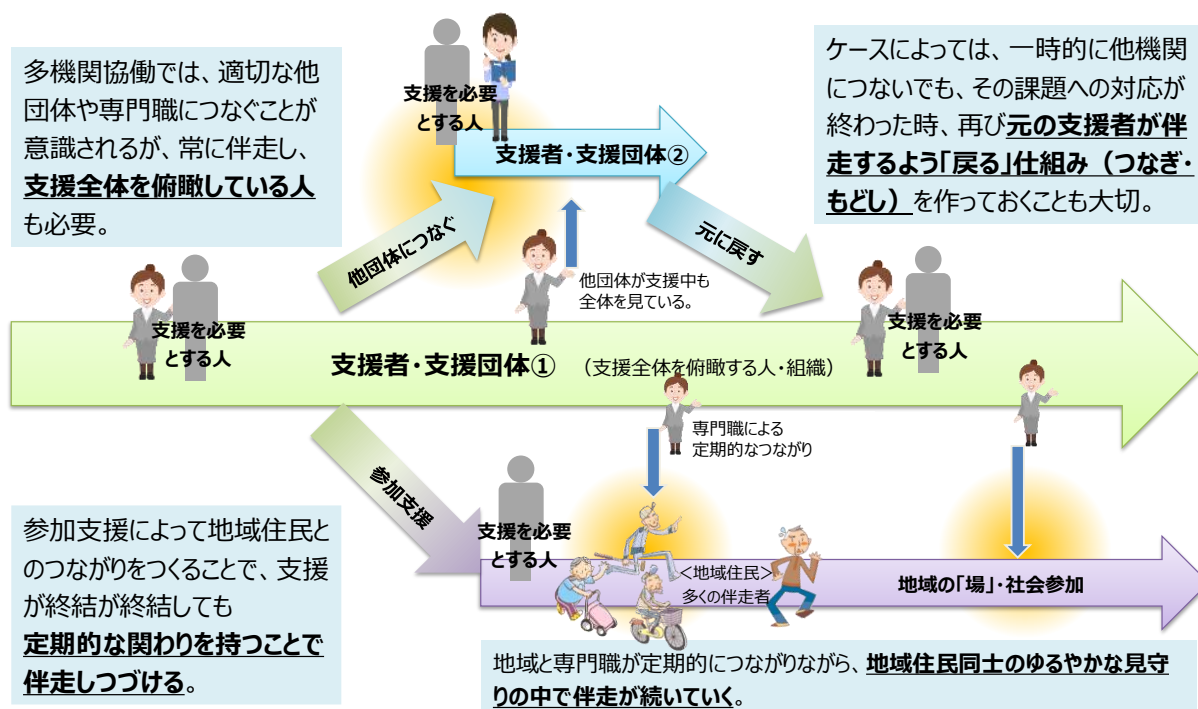 多機関協働では、適切な他
団体や専門職につなぐことが
意識されるが、常に伴走し、
支援全体を俯瞰している人
も必要。
支援を必要
とする人
支援者・支援団体②
ケースによっては、一時的に他機関
につないでも、その課題への対応が
終わった時、再び元の支援者が伴
走するよう「戻る」仕組み（つなぎ・
もどし）を作っておくことも大切。
他団体につなぐ
元に戻す
他団体が支援中も
全体を見ている。
支援を必要
とする人
支援を必要
とする人
支援者・支援団体① （支援全体を俯瞰する人・組織）
専門職による
定期的なつながり
参加支援
支援を必要
とする人
＜地域住民＞
多くの伴走者
地域の「場」・社会参加
参加支援によって地域住民と
のつながりをつくることで、支援
が終結が終結しても
定期的な関わりを持つことで
伴走しつづける。
地域と専門職が定期的につながりながら、地域住民同士のゆるやかな見守
りの中で伴走が続いていく。